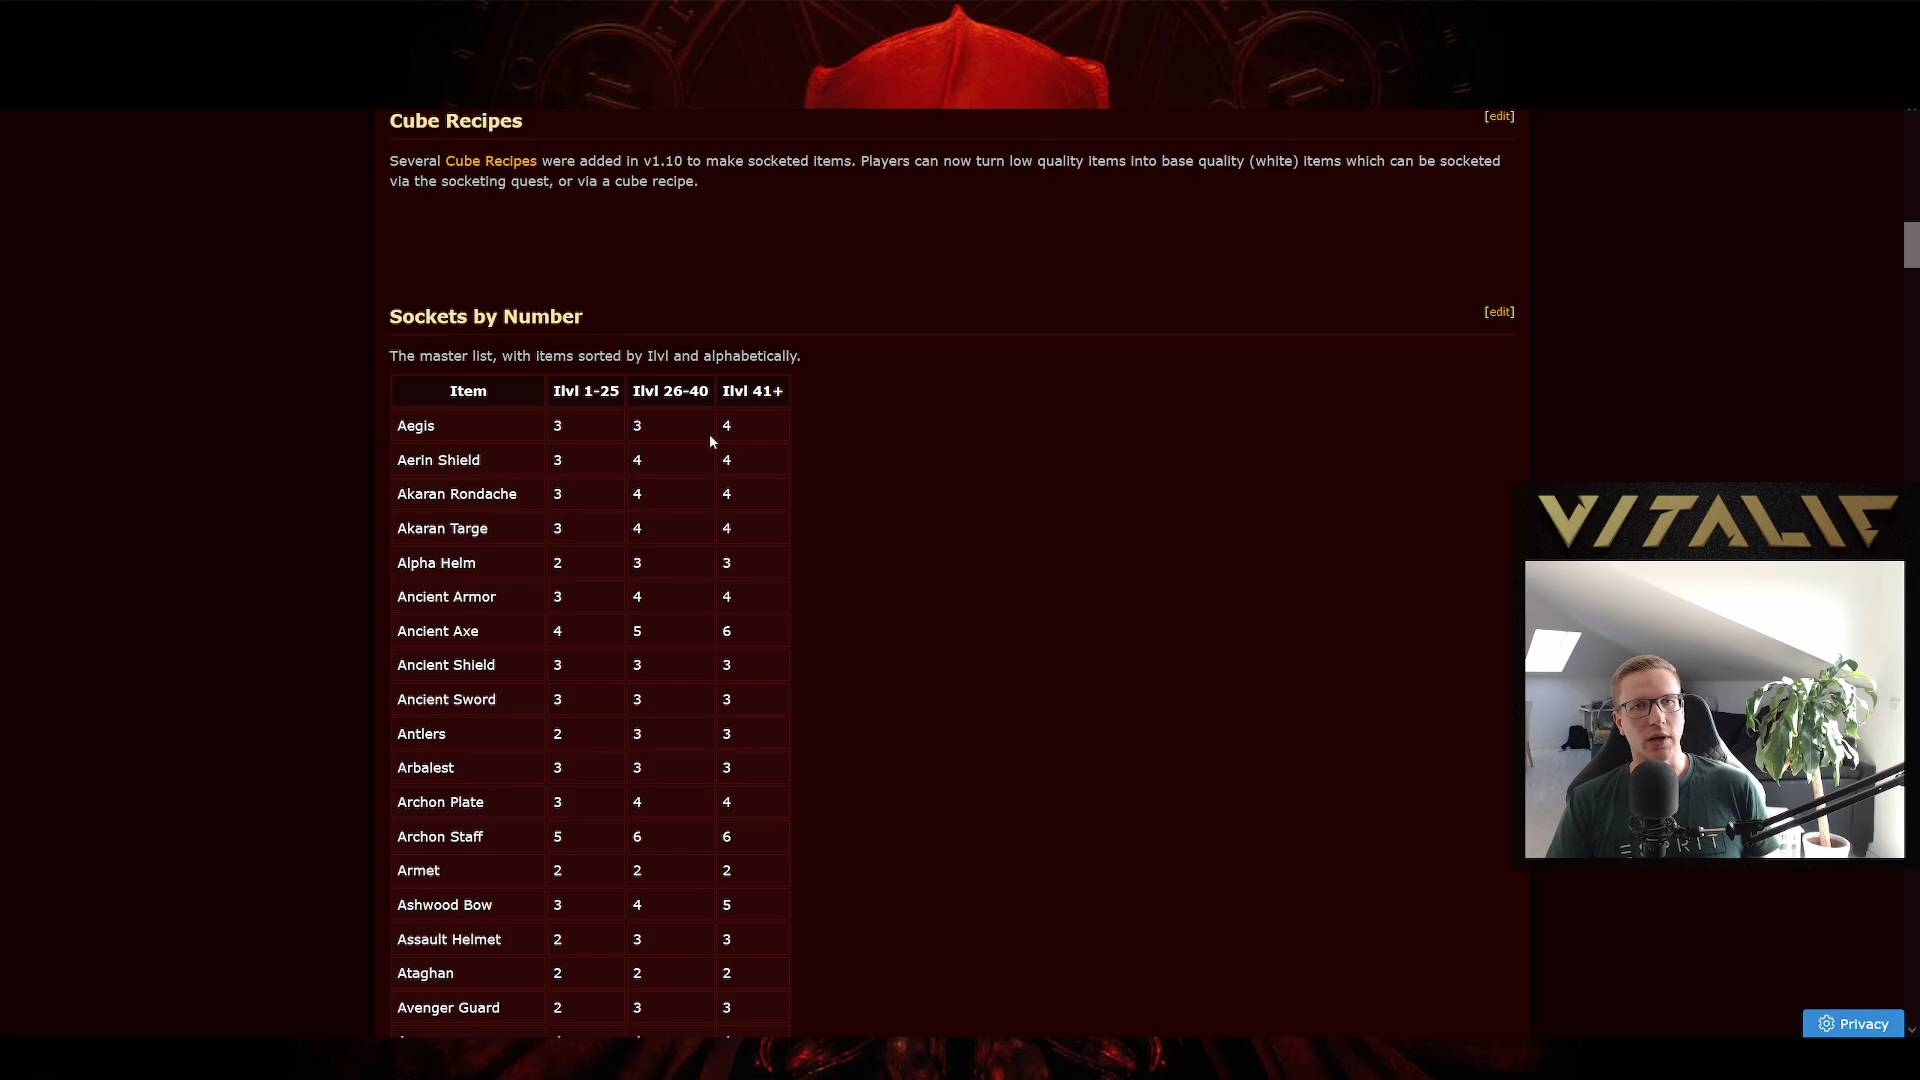 Cube Recipes
[edit]
Several Cube Recipes were added in v1.10 to make socketed items. Players can now turn low quality items into base quality (white) items which can be socketed
via the socketing quest, or via a cube recipe.
Sockets by Number
[edit]
The master list, with items sorted by Ilvl and alphabetically.
Item Ilvl 1-25 Ilvl 26-40 Ilvl 41+
Aegis 3 3 4
Aerin Shield 3 4 4
Akaran Rondache 3 4 4
Akaran Targe 3 4 4
Alpha Helm 2 3 3
Ancient Armor 3 4 4
Ancient Axe 4 5 6
Ancient Shield 3 3 3
Ancient Sword 3 3 3
Antlers 2 3 3
Arbalest 3 3 3
Archon Plate 3 4 4
Archon Staff 5 6 6
Armet 2 2 2
Ashwood Bow 3 4 5
Assault Helmet 2 3 3
Ataghan 2 2 2
Avenger Guard 2 3 3
VITALIF
ESPRIT
Privacy